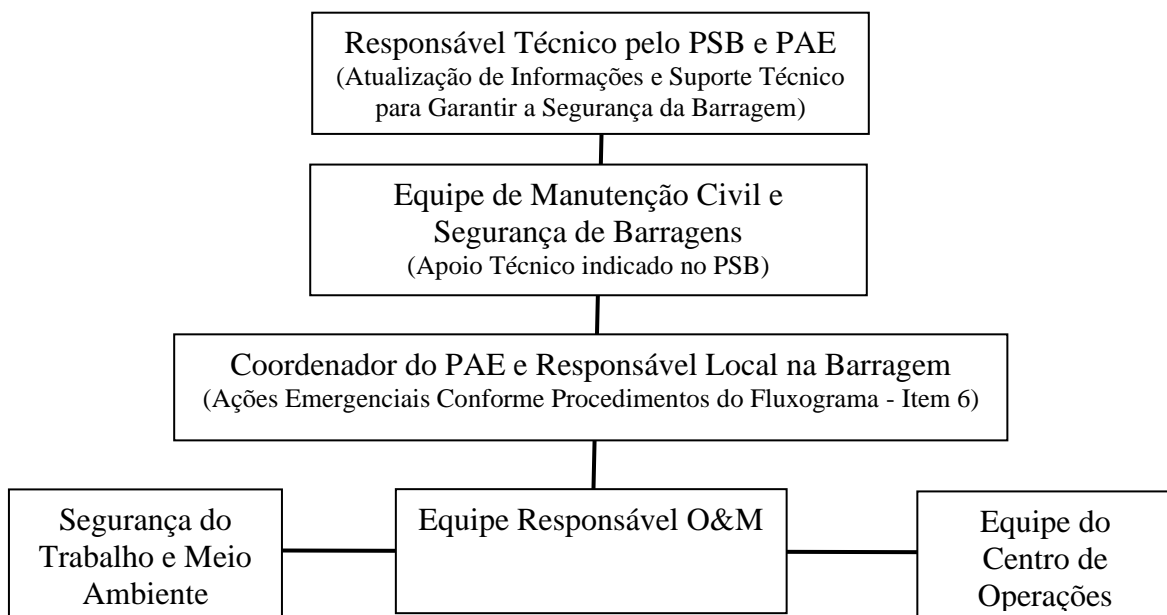 Responsável Técnico pelo PSB e PAE
(Atualização de Informações e Suporte Técnico
para Garantir a Segurança da Barragem)
Equipe de Manutenção Civil e
Segurança de Barragens
(Apoio Técnico indicado no PSB)
Coordenador do PAE e Responsável Local na Barragem
(Ações Emergenciais Conforme Procedimentos do Fluxograma - Item 6)
Segurança do
Trabalho e Meio
Ambiente
Equipe Responsável O&M
Equipe do
Centro de
Operações